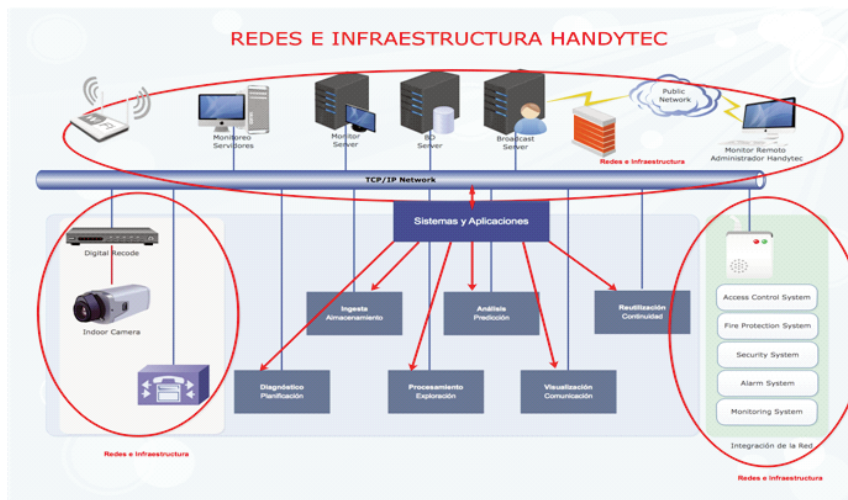 REDES E INFRAESTRUCTURA HANDYTEC
Public
Network
Monitoreo
Servidores
Monitor
Server
BD
Server
Broadcast
Server
Redes e Infraestructura
Monitor Remoto
Administrador Handytec
TCP/IP Network
Sistemas y Aplicaciones
Digital Recode
Indoor Camera
Ingesta
Almacenamiento
Análisis
Predicción
Reutilización
Continuidad
Diagnóstico
Planificación
Procesamiento
Exploración
Visualización
Comunicación
Access Control System
Fire Protection System
Security System
Alarm System
Monitoring System
Integración de la Red
Redes e Infraestructura
Redes e Infraestructura